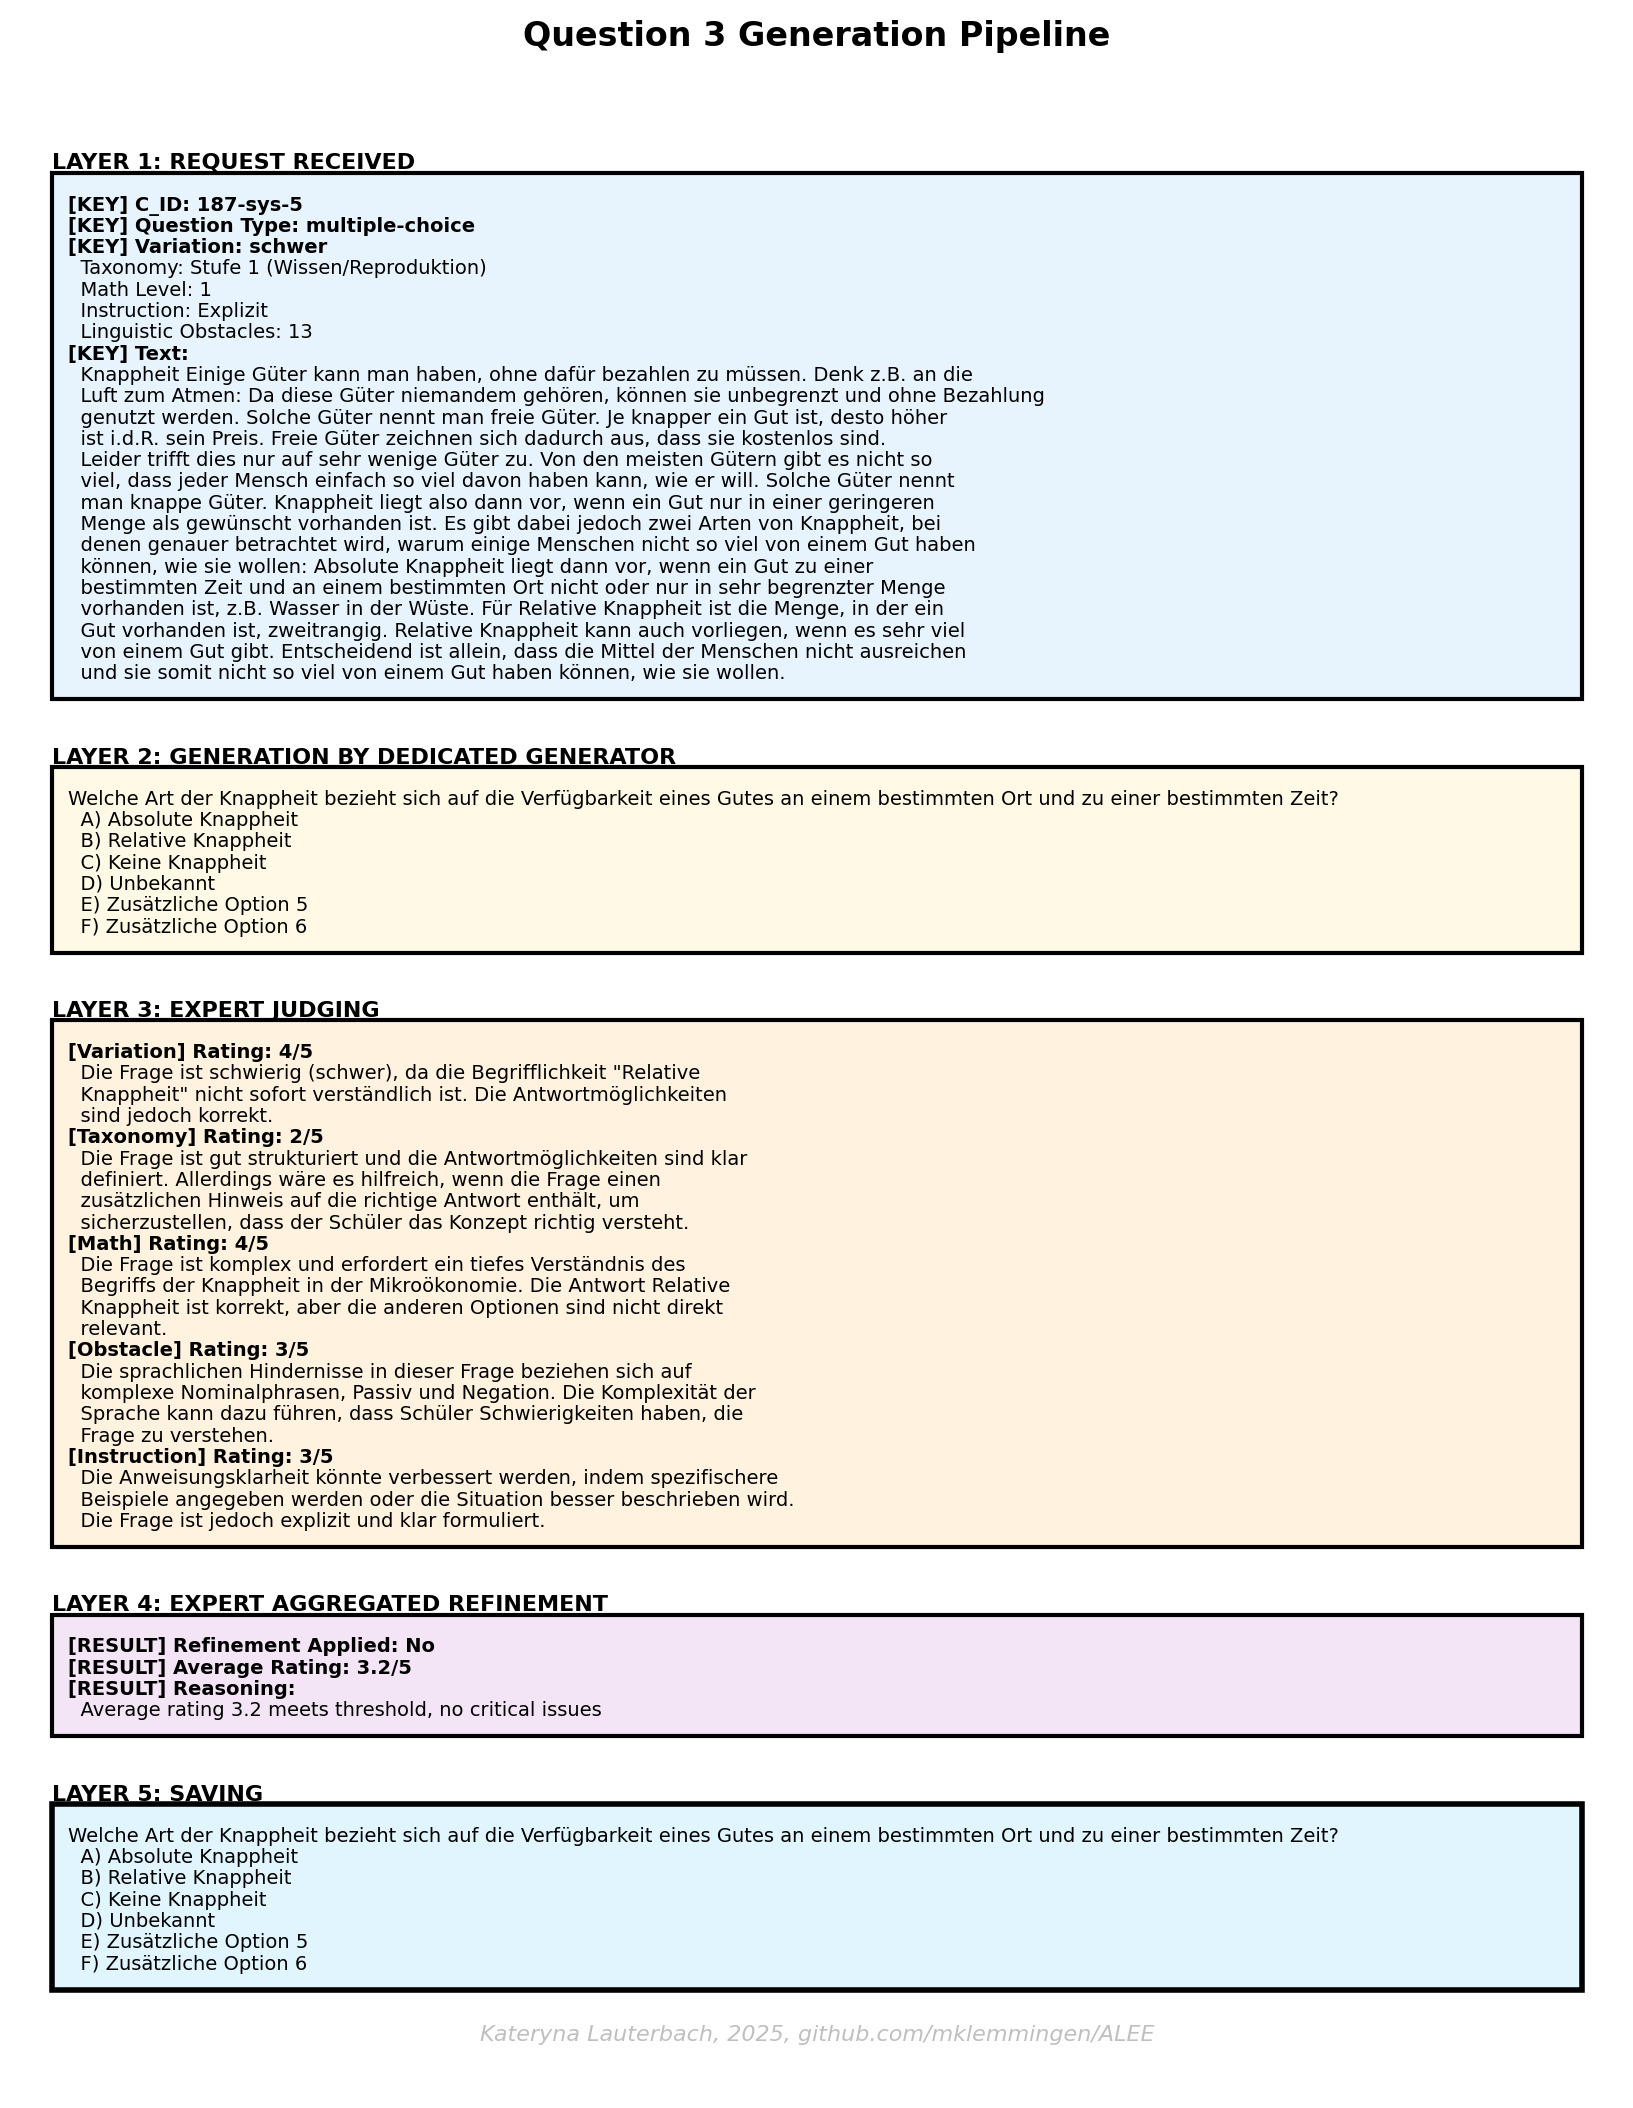 Question 3 Generation Pipeline
LAYER 1: REQUEST RECEIVED
[KEY] C_ID: 187-sys-5
[KEY] Question Type: multiple-choice
[KEY] Variation: schwer
Taxonomy: Stufe 1 (Wissen/Reproduktion)
Math Level: 1
Instruction: Explizit
Linguistic Obstacles: 13
[KEY] Text:
Knappheit Einige Güter kann man haben, ohne dafür bezahlen zu müssen. Denk z.B. an die
Luft zum Atmen: Da diese Güter niemandem gehören, können sie unbegrenzt und ohne Bezahlung
genutzt werden. Solche Güter nennt man freie Güter. Je knapper ein Gut ist, desto höher
ist i.d.R. sein Preis. Freie Güter zeichnen sich dadurch aus, dass sie kostenlos sind.
Leider trifft dies nur auf sehr wenige Güter zu. Von den meisten Gütern gibt es nicht so
viel, dass jeder Mensch einfach so viel davon haben kann, wie er will. Solche Güter nennt
man knappe Güter. Knappheit liegt also dann vor, wenn ein Gut nur in einer geringeren
Menge als gewünscht vorhanden ist. Es gibt dabei jedoch zwei Arten von Knappheit, bei
denen genauer betrachtet wird, warum einige Menschen nicht so viel von einem Gut haben
können, wie sie wollen: Absolute Knappheit liegt dann vor, wenn ein Gut zu einer
bestimmten Zeit und an einem bestimmten Ort nicht oder nur in sehr begrenzter Menge
vorhanden ist, z.B. Wasser in der Wüste. Für Relative Knappheit ist die Menge, in der ein
Gut vorhanden ist, zweitrangig. Relative Knappheit kann auch vorliegen, wenn es sehr viel
von einem Gut gibt. Entscheidend ist allein, dass die Mittel der Menschen nicht ausreichen
und sie somit nicht so viel von einem Gut haben können, wie sie wollen.
LAYER 2: GENERATION BY DEDICATED GENERATOR
Welche Art der Knappheit bezieht sich auf die Verfügbarkeit eines Gutes an einem bestimmten Ort und zu einer bestimmten Zeit?
A) Absolute Knappheit
B) Relative Knappheit
C) Keine Knappheit
D) Unbekannt
E) Zusätzliche Option 5
F) Zusätzliche Option 6
LAYER 3: EXPERT JUDGING
[Variation] Rating: 4/5
Die Frage ist schwierig (schwer), da die Begrifflichkeit "Relative
Knappheit" nicht sofort verständlich ist. Die Antwortmöglichkeiten
sind jedoch korrekt.
[Taxonomy] Rating: 2/5
Die Frage ist gut strukturiert und die Antwortmöglichkeiten sind klar
definiert. Allerdings wäre es hilfreich, wenn die Frage einen
zusätzlichen Hinweis auf die richtige Antwort enthält, um
sicherzustellen, dass der Schüler das Konzept richtig versteht.
[Math] Rating: 4/5
Die Frage ist komplex und erfordert ein tiefes Verständnis des
Begriffs der Knappheit in der Mikroökonomie. Die Antwort Relative
Knappheit ist korrekt, aber die anderen Optionen sind nicht direkt
relevant.
[Obstacle] Rating: 3/5
Die sprachlichen Hindernisse in dieser Frage beziehen sich auf
komplexe Nominalphrasen, Passiv und Negation. Die Komplexität der
Sprache kann dazu führen, dass Schüler Schwierigkeiten haben, die
Frage zu verstehen.
[Instruction] Rating: 3/5
Die Anweisungsklarheit könnte verbessert werden, indem spezifischere
Beispiele angegeben werden oder die Situation besser beschrieben wird.
Die Frage ist jedoch explizit und klar formuliert.
LAYER 4: EXPERT AGGREGATED REFINEMENT
[RESULT] Refinement Applied: No
[RESULT] Average Rating: 3.2/5
[RESULT] Reasoning:
Average rating 3.2 meets threshold, no critical issues
LAYER 5: SAVING
Welche Art der Knappheit bezieht sich auf die Verfügbarkeit eines Gutes an einem bestimmten Ort und zu einer bestimmten Zeit?
A) Absolute Knappheit
B) Relative Knappheit
C) Keine Knappheit
D) Unbekannt
E) Zusätzliche Option 5
F) Zusätzliche Option 6
Kateryna Lauterbach, 2025, github.com/mklemmingen/ALEE